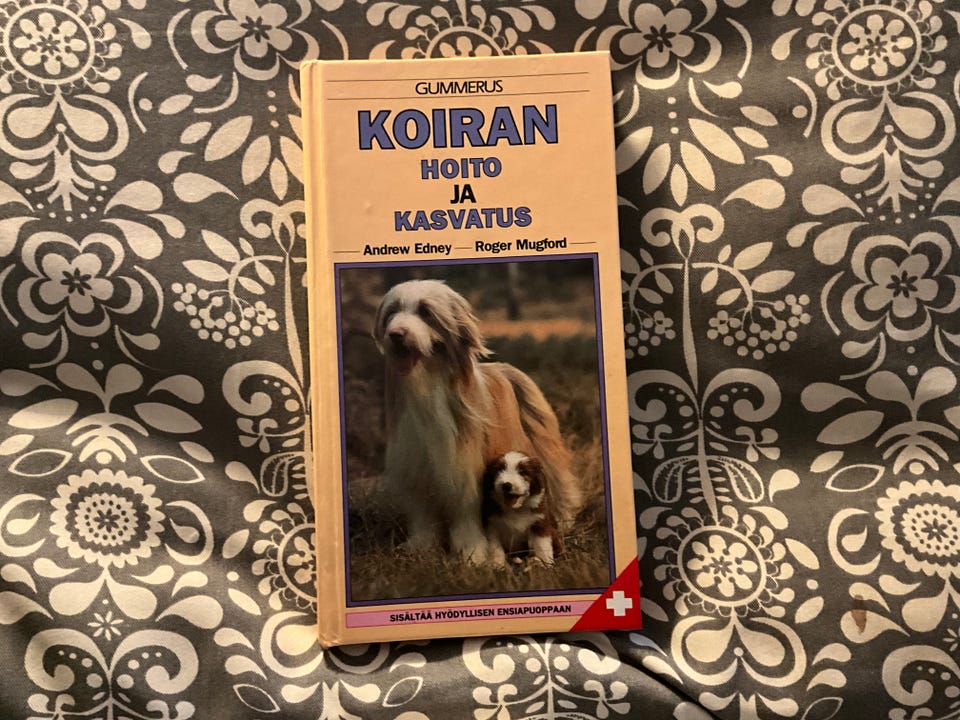 GUMMERUS
KOIRAN
HOITO
JA
KASVATUS
Andrew Edney — Roger Mugford
SISÄLTÄÄ HYÖDYLLISEN ENSIAPUOPPAAN